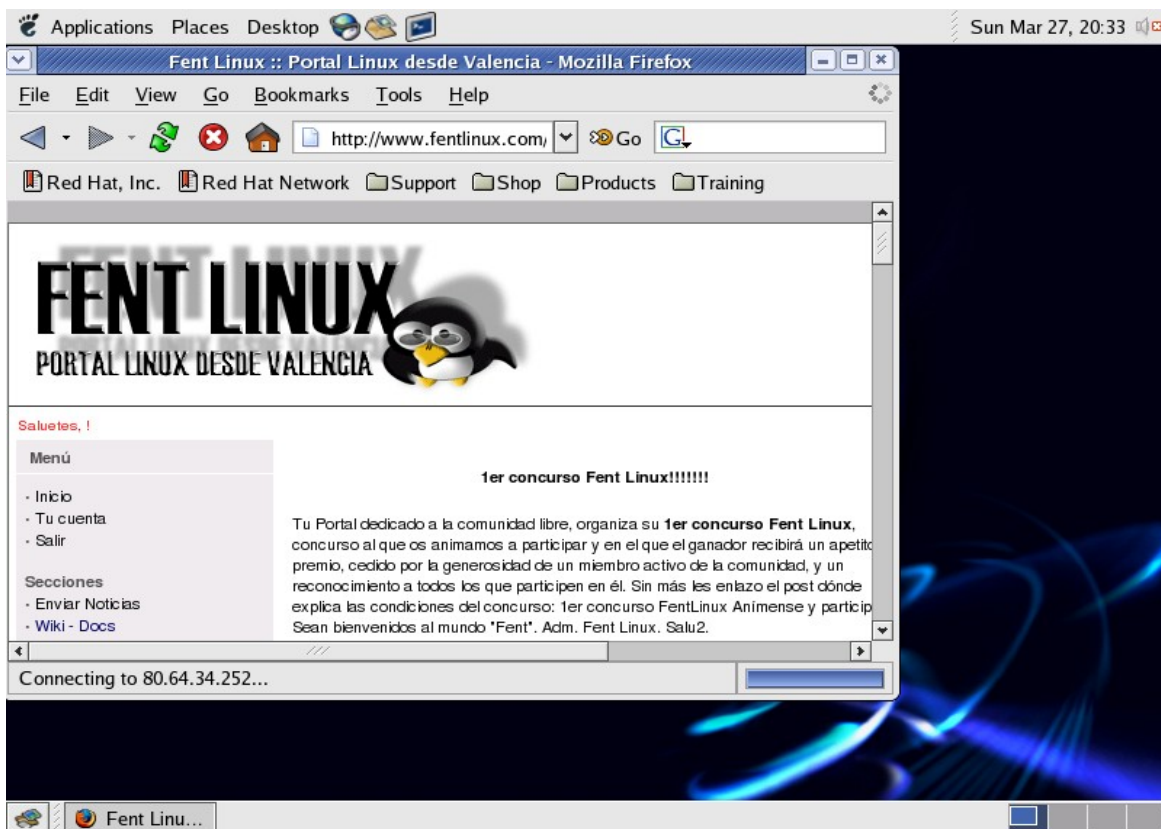 Applications Places Desktop
Sun Mar 27, 20:33
Fent Linux :: Portal Linux desde Valencia - Mozilla Firefox
File Edit View Go Bookmarks Tools Help
http://www.fentlinux.com/ Go G
Red Hat, Inc. Red Hat Network Support Shop Products Training
FENT LINUX
PORTAL LINUX DESDE VALENCIA
Saluetes, !
Menú
· Inicio
· Tu cuenta
· Salir
Secciones
· Enviar Noticias
· Wiki - Docs
1er concurso Fent Linux!!!!!!!
Tu Portal dedicado a la comunidad libre, organiza su 1er concurso Fent Linux,
concurso al que os animamos a participar y en el que el ganador recibirá un apetito
premio, cedido por la generosidad de un miembro activo de la comunidad, y un
reconocimiento a todos los que participen en él. Sin más les enlazo el post dónde
explica las condiciones del concurso: 1er concurso FentLinux Anímense y particip
Sean bienvenidos al mundo "Fent". Adm. Fent Linux. Salu2.
Connecting to 80.64.34.252...
Fent Linu...